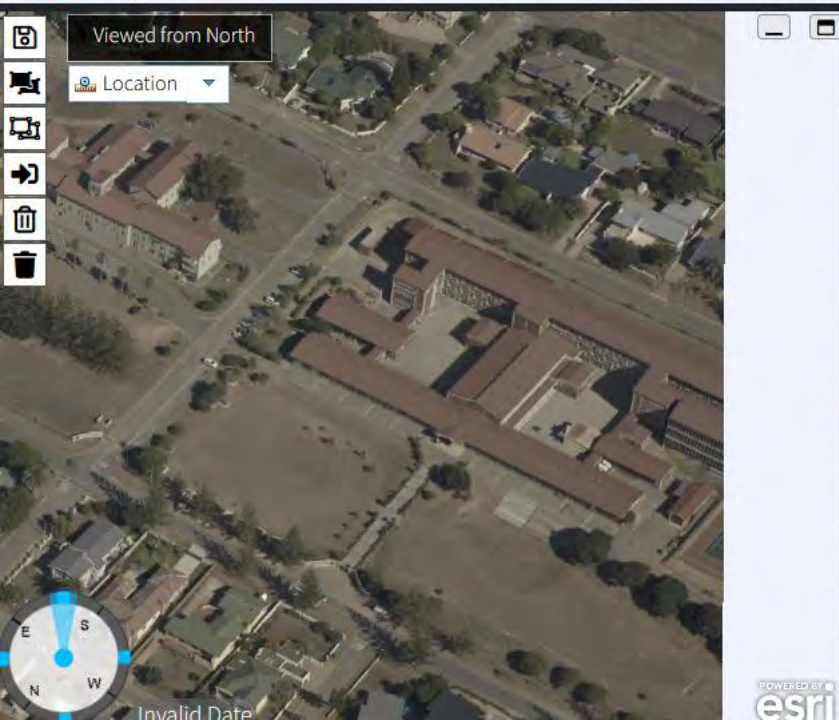 Viewed from North
Location
E
S
N
W
Invalid Date
POWERED BY
esri